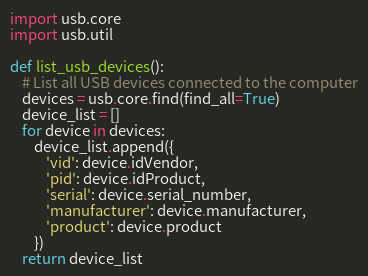 import usb.core
import usb.util

def list_usb_devices():
    # List all USB devices connected to the computer
    devices = usb.core.find(find_all=True)
    device_list = []
    for device in devices:
        device_list.append({
            'vid': device.idVendor,
            'pid': device.idProduct,
            'serial': device.serial_number,
            'manufacturer': device.manufacturer,
            'product': device.product
        })
    return device_list